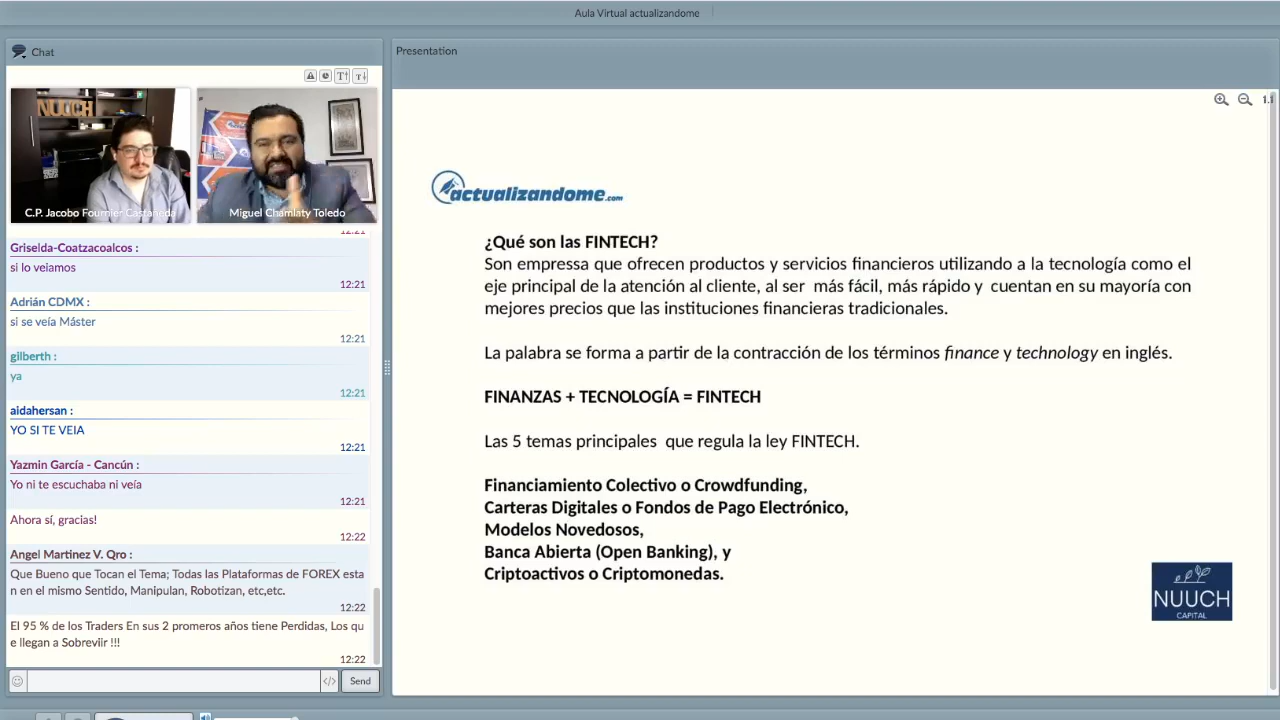 Aula Virtual actualizandome
Chat
NUUCH
C.P. Jacobo Fournier Castañeda
Miguel Chamlaty Toledo
12:21
Griselda-Coatzacoalcos :
si lo veiamos
12:21
Adrián CDMX :
si se veía Máster
12:21
gilberth :
ya
12:21
aidahersan :
YO SI TE VEIA
12:21
Yazmin García - Cancún :
Yo ni te escuchaba ni veía
12:21
Ahora sí, gracias!
12:22
Angel Martinez V. Qro :
Que Bueno que Tocan el Tema; Todas las Plataformas de FOREX esta
n en el mismo Sentido, Manipulan, Robotizan, etc,etc.
12:22
El 95 % de los Traders En sus 2 promeros años tiene Perdidas, Los qu
e llegan a Sobreviir !!!
12:22
Send
Presentation
1:1
actualizandome.com
¿Qué son las FINTECH?
Son empressa que ofrecen productos y servicios financieros utilizando a la tecnología como el
eje principal de la atención al cliente, al ser más fácil, más rápido y cuentan en su mayoría con
mejores precios que las instituciones financieras tradicionales.
La palabra se forma a partir de la contracción de los términos finance y technology en inglés.
FINANZAS + TECNOLOGÍA = FINTECH
Las 5 temas principales que regula la ley FINTECH.
Financiamiento Colectivo o Crowdfunding,
Carteras Digitales o Fondos de Pago Electrónico,
Modelos Novedosos,
Banca Abierta (Open Banking), y
Criptoactivos o Criptomonedas.
NUUCH
CAPITAL